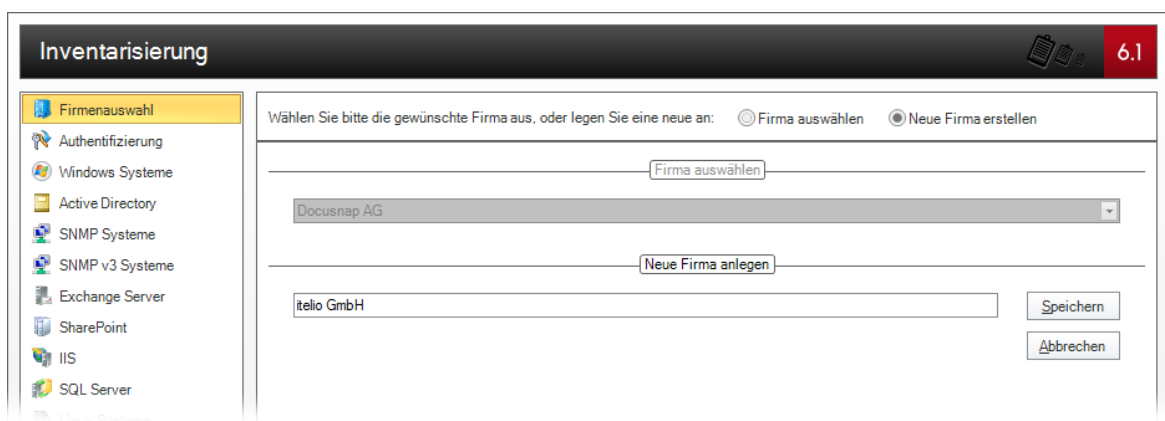 Inventarisierung
6.1
Firmenauswahl
Authentifizierung
Windows Systeme
Active Directory
SNMP Systeme
SNMP v3 Systeme
Exchange Server
SharePoint
IIS
SQL Server
Linux Systeme
Wählen Sie bitte die gewünschte Firma aus, oder legen Sie eine neue an: Firma auswählen Neue Firma erstellen
Firma auswählen
Docusnap AG
Neue Firma anlegen
itelio GmbH
Speichern
Abbrechen